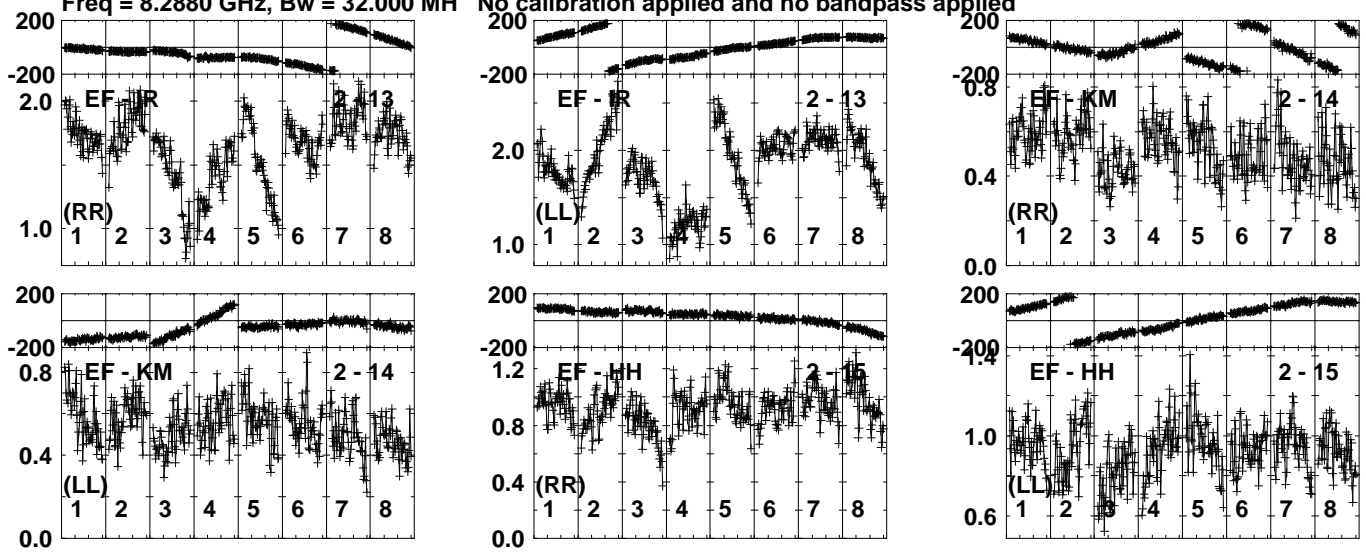 Freq = 8.2880 GHz, Bw = 32.000 MH No calibration applied and no bandpass applied
200
-200
2.0
1.0
EF - IR 2 - 13
(RR)
1 2 3 4 5 6 7 8
200
-200
2.0
1.0
EF - IR 2 - 13
(LL)
1 2 3 4 5 6 7 8
200
-200
0.8
0.4
0.0
EF - KM 2 - 14
(RR)
1 2 3 4 5 6 7 8
200
-200
0.8
0.4
0.0
EF - KM 2 - 14
(LL)
1 2 3 4 5 6 7 8
200
-200
1.2
0.8
0.4
0.0
EF - HH 2 - 15
(RR)
1 2 3 4 5 6 7 8
200
-200
1.4
1.0
0.6
EF - HH 2 - 15
(LL)
1 2 3 4 5 6 7 8